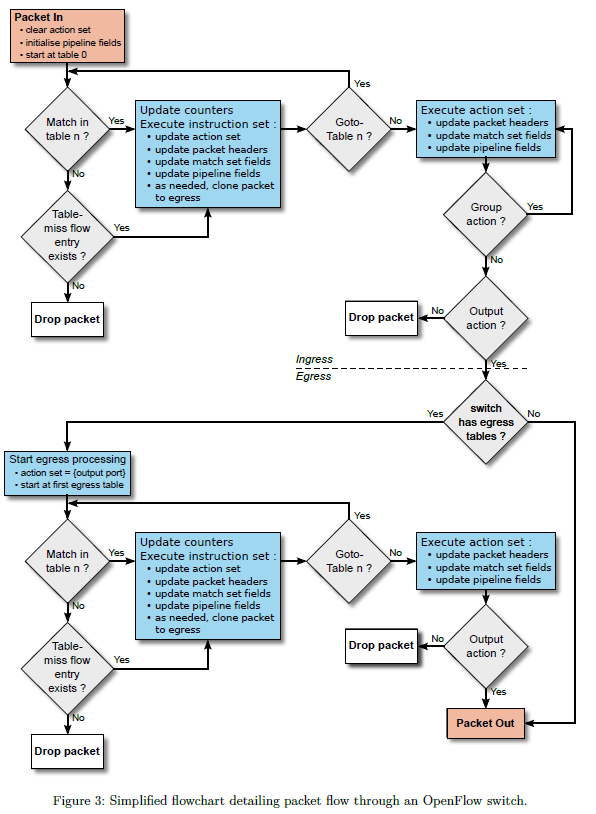 Packet In
• clear action set
• initialise pipeline fields
• start at table 0
Match in
table n ?
Yes
No
Update counters
Execute instruction set :
• update action set
• update packet headers
• update match set fields
• update pipeline fields
• as needed, clone packet
to egress
Goto-
Table n ?
Yes
No
Execute action set :
• update packet headers
• update match set fields
• update pipeline fields
Table-
miss flow
entry
exists ?
Yes
No
Drop packet
Group
action ?
Yes
No
Output
action ?
No
Drop packet
Yes
Ingress
Egress
switch
has egress
tables ?
Yes
No
Start egress processing
• action set = {output port}
• start at first egress table
Match in
table n ?
Yes
No
Update counters
Execute instruction set :
• update action set
• update packet headers
• update match set fields
• update pipeline fields
• as needed, clone packet
to egress
Goto-
Table n ?
Yes
No
Execute action set :
• update packet headers
• update match set fields
• update pipeline fields
Table-
miss flow
entry
exists ?
Yes
No
Drop packet
Output
action ?
No
Drop packet
Yes
Packet Out
Figure 3: Simplified flowchart detailing packet flow through an OpenFlow switch.